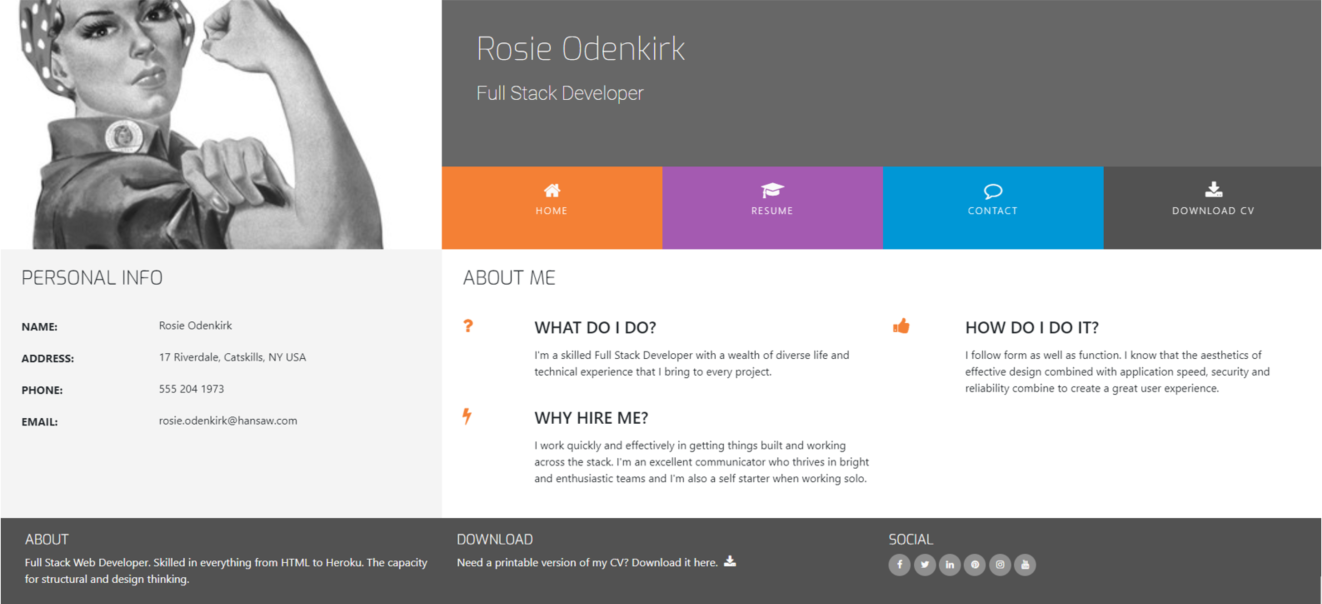 Rosie Odenkirk
Full Stack Developer
HOME
RESUME
CONTACT
DOWNLOAD CV
PERSONAL INFO
NAME: Rosie Odenkirk
ADDRESS: 17 Riverdale, Catskills, NY USA
PHONE: 555 204 1973
EMAIL: rosie.odenkirk@hansaw.com
ABOUT ME
WHAT DO I DO?
I'm a skilled Full Stack Developer with a wealth of diverse life and
technical experience that I bring to every project.
HOW DO I DO IT?
I follow form as well as function. I know that the aesthetics of
effective design combined with application speed, security and
reliability combine to create a great user experience.
WHY HIRE ME?
I work quickly and effectively in getting things built and working
across the stack. I'm an excellent communicator who thrives in bright
and enthusiastic teams and I'm also a self starter when working solo.
ABOUT
Full Stack Web Developer. Skilled in everything from HTML to Heroku. The capacity
for structural and design thinking.
DOWNLOAD
Need a printable version of my CV? Download it here.
SOCIAL